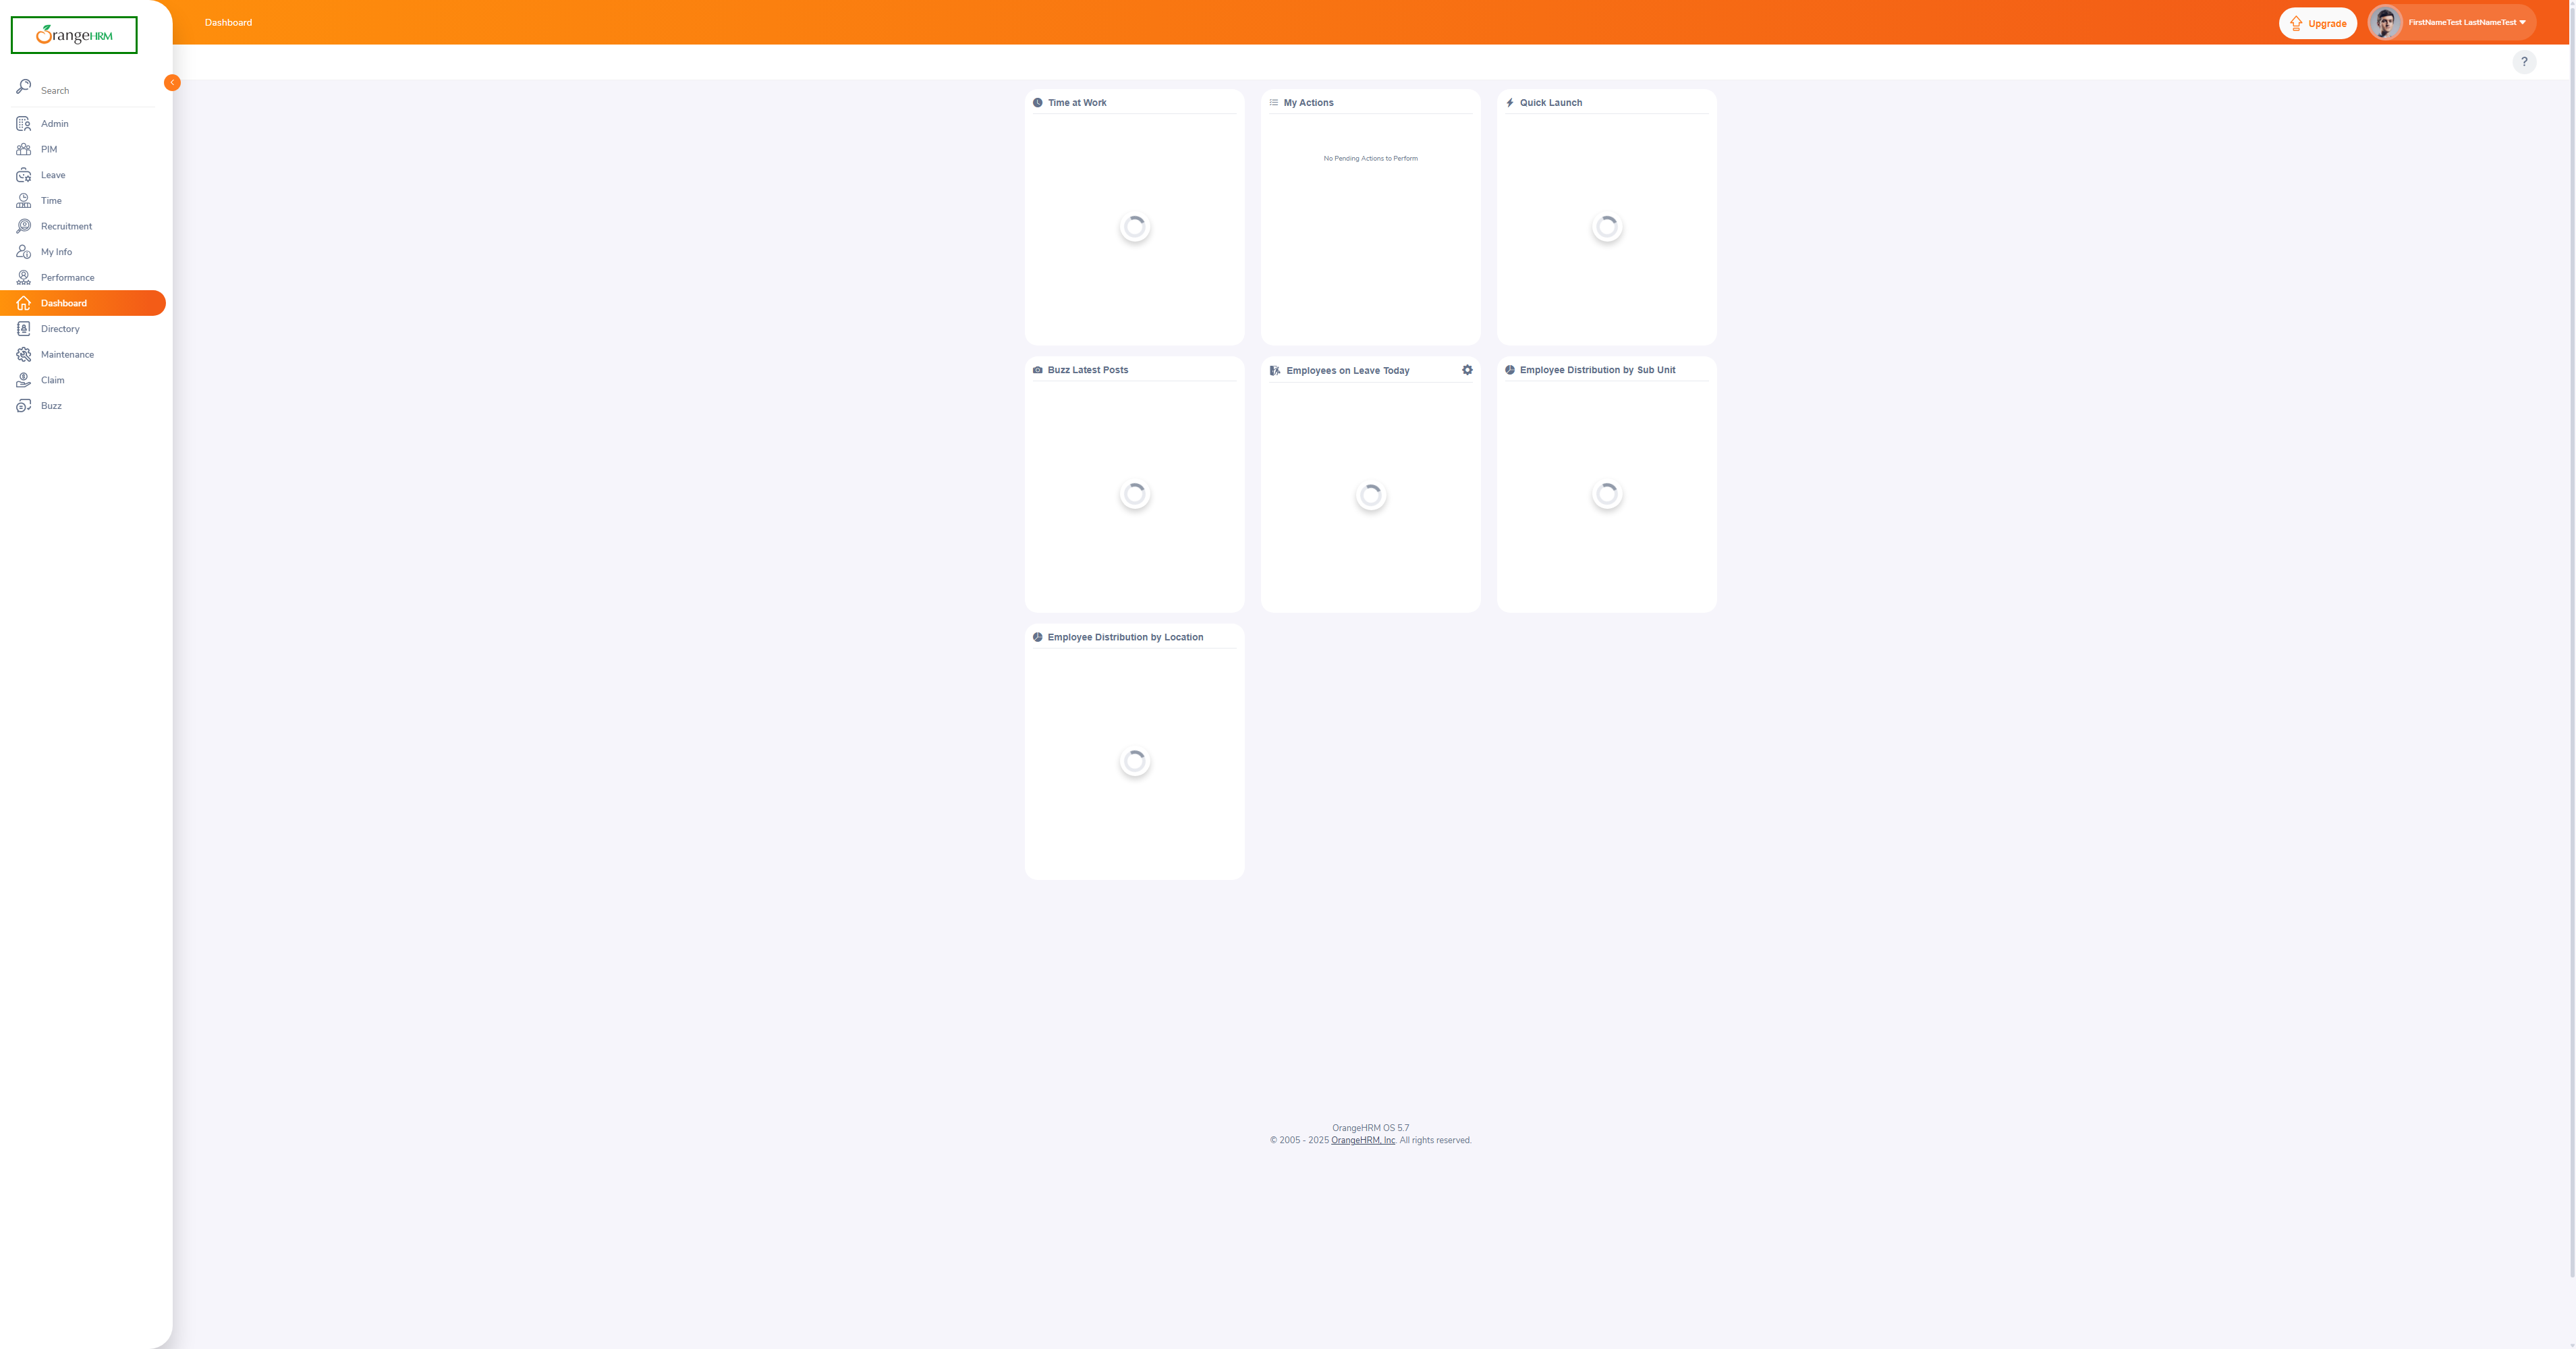 OrangeHRM
Dashboard
Upgrade
FirstNameTest LastNameTest
?
Search
Admin
PIM
Leave
Time
Recruitment
My Info
Performance
Dashboard
Directory
Maintenance
Claim
Buzz
Time at Work
My Actions
No Pending Actions to Perform
Quick Launch
Buzz Latest Posts
Employees on Leave Today
Employee Distribution by Sub Unit
Employee Distribution by Location
OrangeHRM OS 5.7
© 2005 - 2025 OrangeHRM, Inc. All rights reserved.